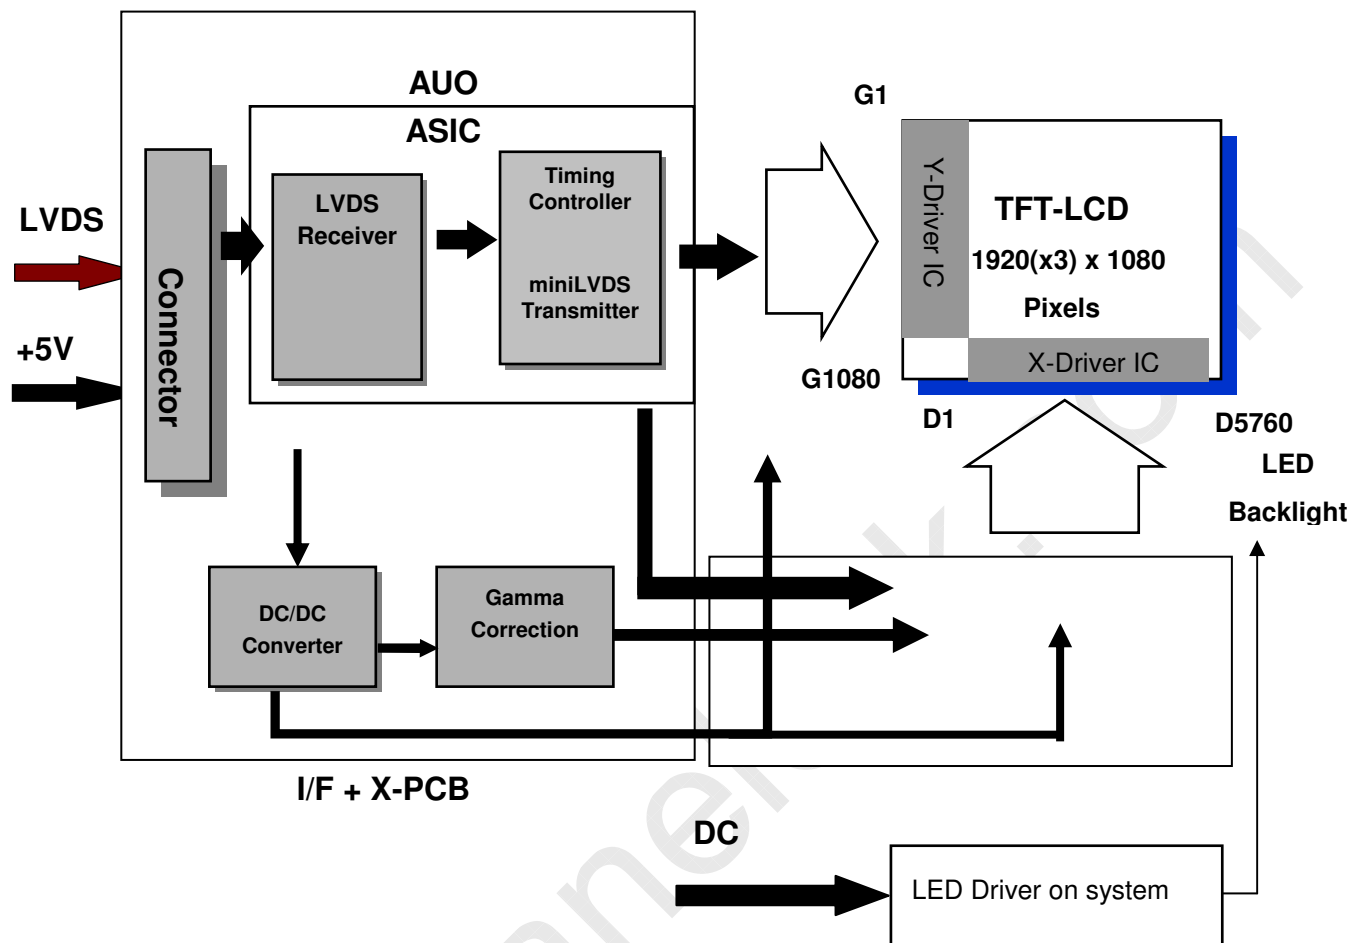 AUO
ASIC
G1
LVDS
+5V
Connector
LVDS
Receiver
Timing
Controller
miniLVDS
Transmitter
Y-Driver IC
TFT-LCD
1920(x3) x 1080
Pixels
X-Driver IC
G1080
D1
D5760
LED
Backlight
DC/DC
Converter
Gamma
Correction
I/F + X-PCB
DC
LED Driver on system